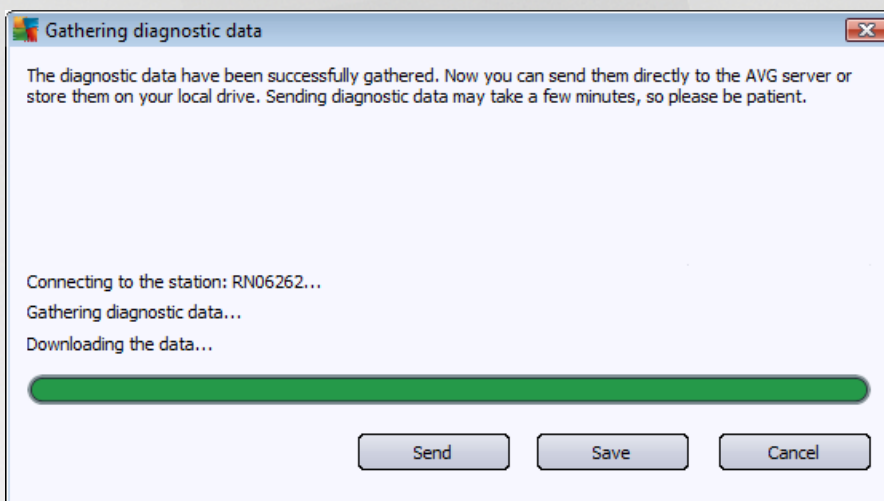 Gathering diagnostic data
The diagnostic data have been successfully gathered. Now you can send them directly to the AVG server or
store them on your local drive. Sending diagnostic data may take a few minutes, so please be patient.
Connecting to the station: RN06262...
Gathering diagnostic data...
Downloading the data...
Send Save Cancel